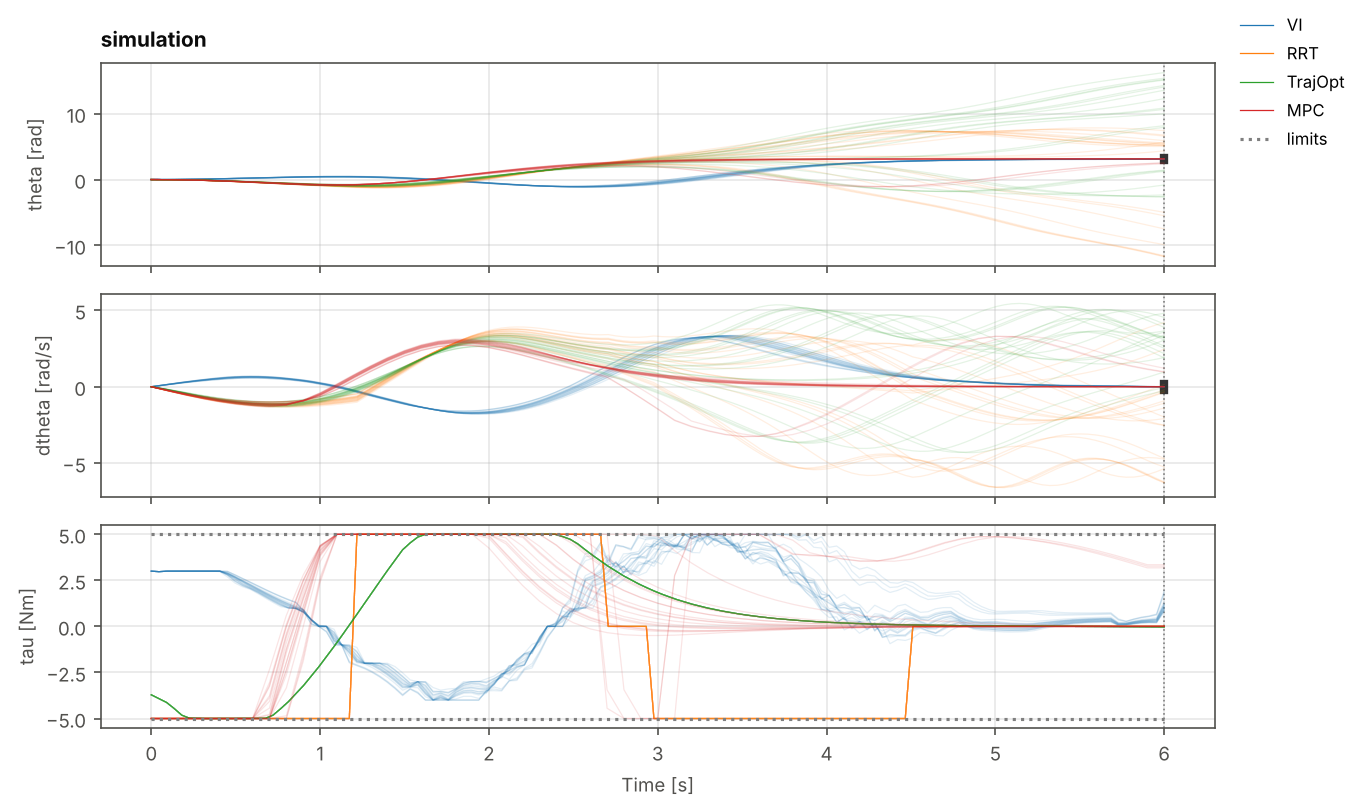 simulation
VI
RRT
TrajOpt
MPC
limits
theta [rad]
10
0
−10
dtheta [rad/s]
5
0
−5
tau [Nm]
5.0
2.5
0.0
−2.5
−5.0
0 1 2 3 4 5 6
Time [s]